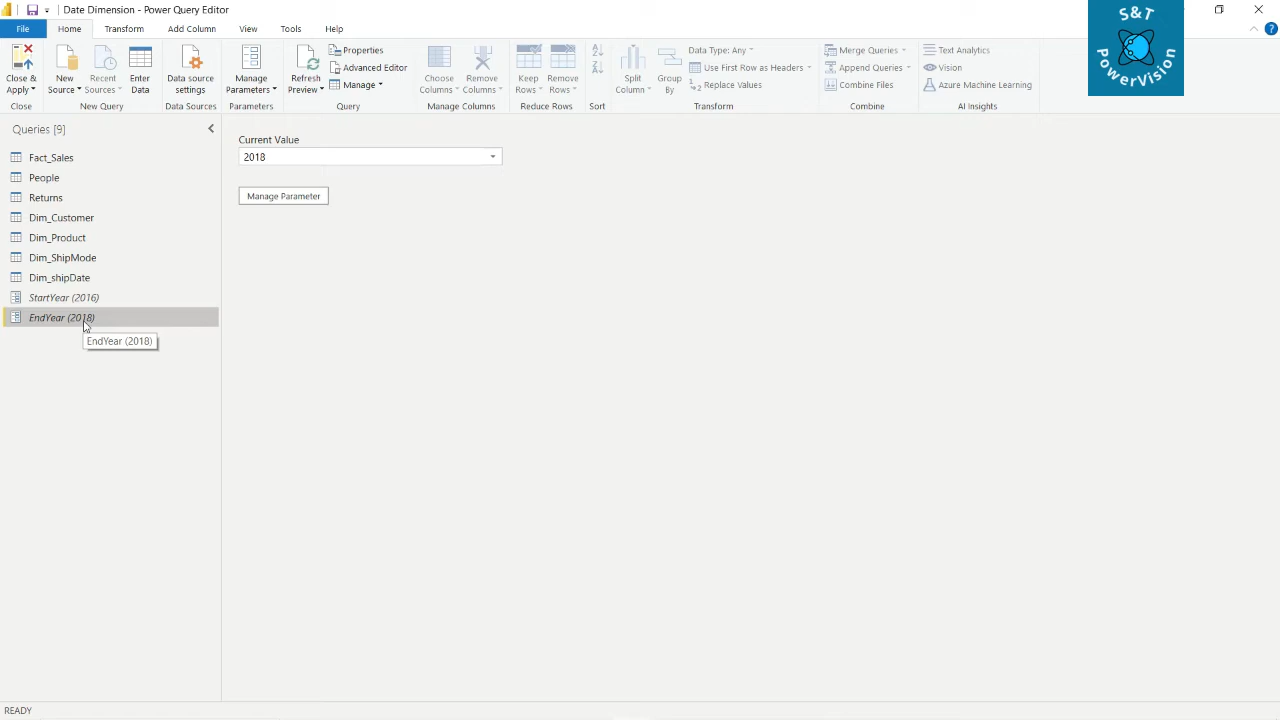 Date Dimension - Power Query Editor
S&T PowerVision
File Home Transform Add Column View Tools Help
Close & Apply
Close
New Source
Recent Sources
Enter Data
New Query
Data source settings
Data Sources
Manage Parameters
Parameters
Refresh Preview
Properties
Advanced Editor
Manage
Query
Choose Columns
Remove Columns
Manage Columns
Keep Rows
Remove Rows
Reduce Rows
Sort
Split Column
Group By
Data Type: Any
Use First Row as Headers
Replace Values
Transform
Merge Queries
Append Queries
Combine Files
Combine
Text Analytics
Vision
Azure Machine Learning
AI Insights
Queries [9]
Fact_Sales
People
Returns
Dim_Customer
Dim_Product
Dim_ShipMode
Dim_shipDate
StartYear (2016)
EndYear (2018)
EndYear (2018)
Current Value
2018
Manage Parameter
READY